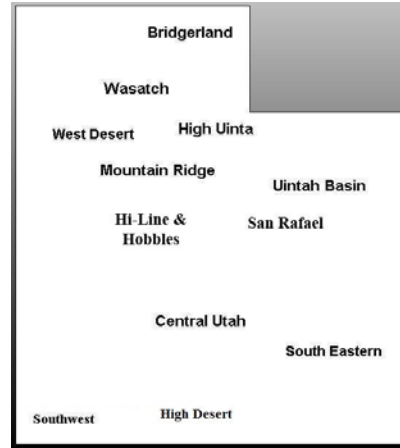 Bridgerland
Wasatch
High Uinta
West Desert
Mountain Ridge
Uintah Basin
Hi-Line &
Hobbles
San Rafael
Central Utah
South Eastern
High Desert
Southwest